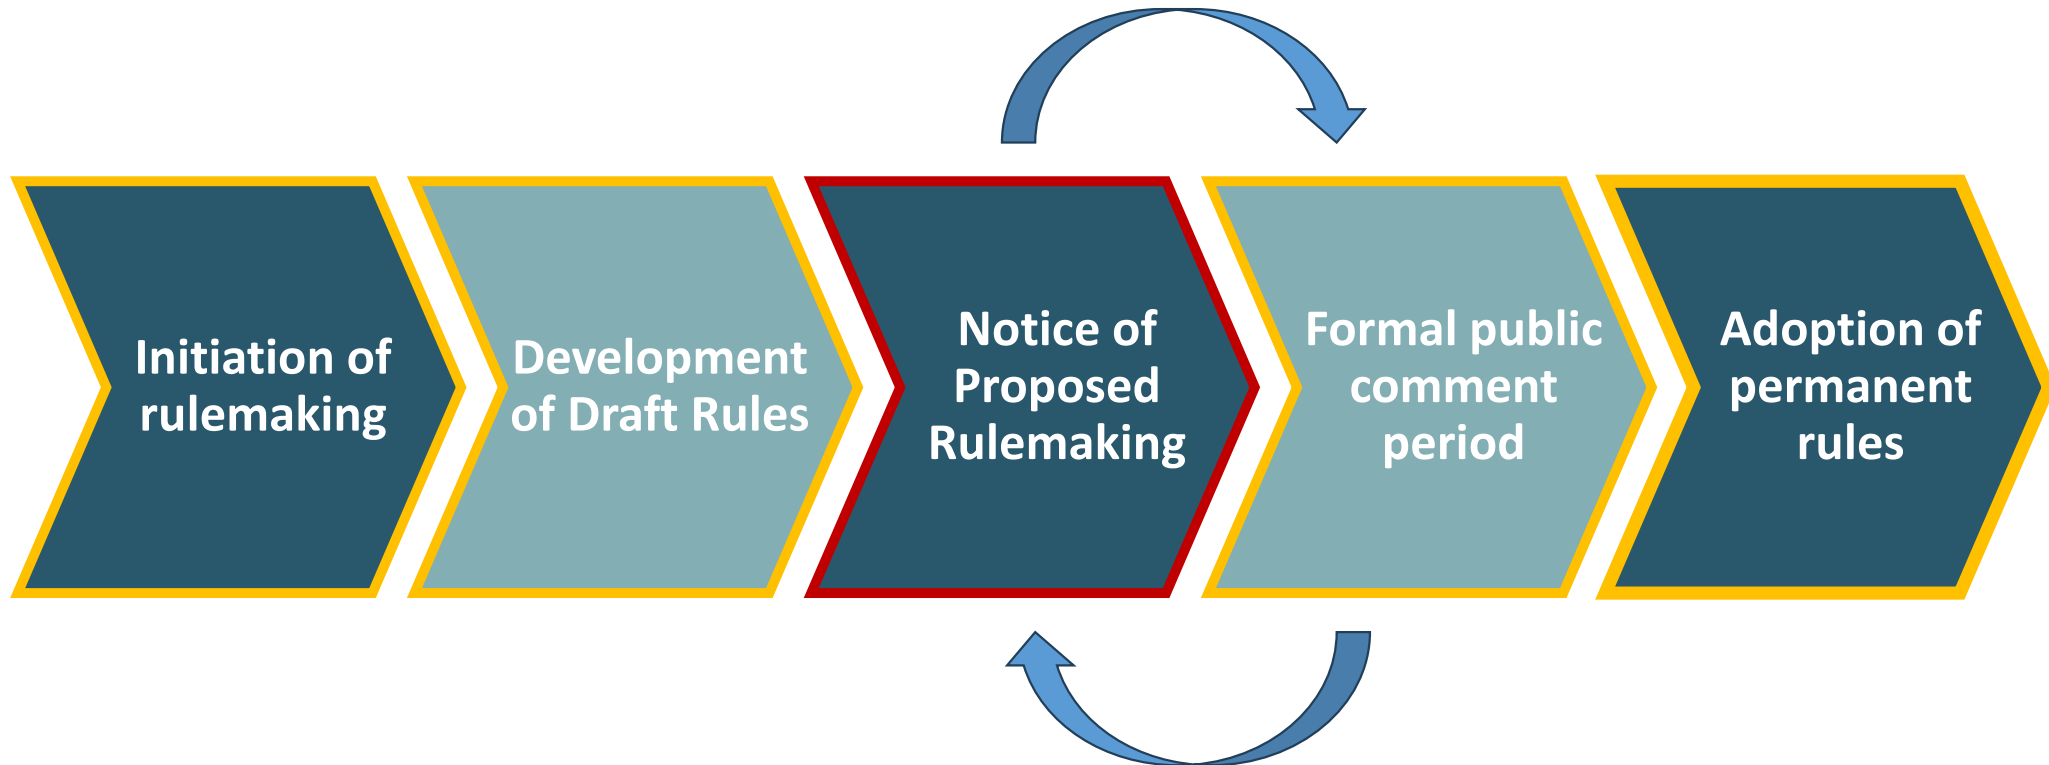 Initiation of
rulemaking
Development
of Draft Rules
Notice of
Proposed
Rulemaking
Formal public
comment
period
Adoption of
permanent
rules